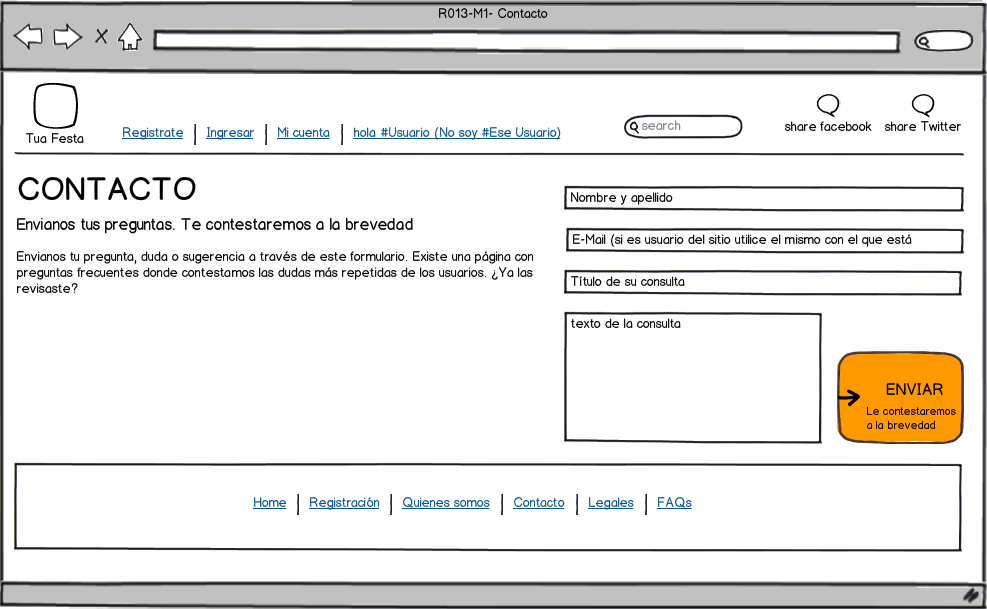 R013-M1- Contacto
Tua Festa
Registrate | Ingresar | Mi cuenta | hola #Usuario (No soy #Ese Usuario)
search
share facebook
share Twitter
CONTACTO
Envianos tus preguntas. Te contestaremos a la brevedad
Envianos tu pregunta, duda o sugerencia a través de este formulario. Existe una página con
preguntas frecuentes donde contestamos las dudas más repetidas de los usuarios. ¿Ya las
revisaste?
Nombre y apellido
E-Mail (si es usuario del sitio utilice el mismo con el que está
Título de su consulta
texto de la consulta
ENVIAR
Le contestaremos
a la brevedad
Home | Registración | Quienes somos | Contacto | Legales | FAQs